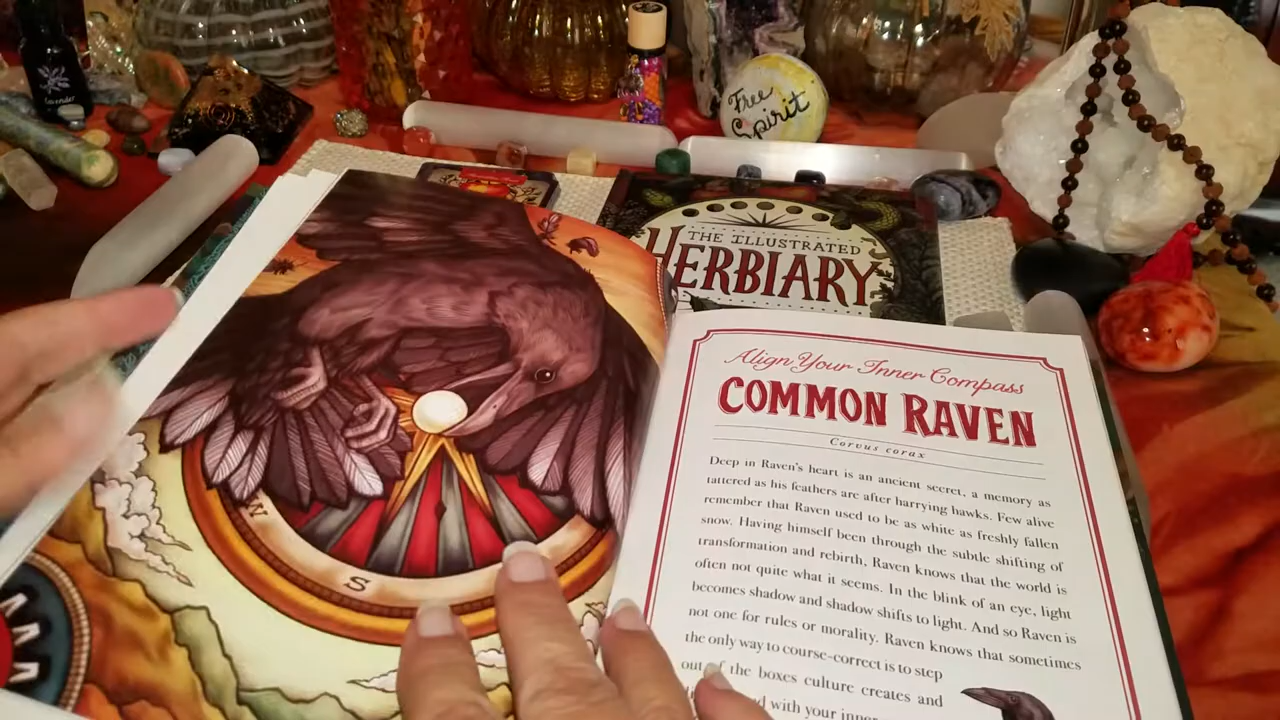 Lavender
Free
Spirit
THE ILLUSTRATED
HERBIARY
W
S
Align Your Inner Compass
COMMON RAVEN
Corvus corax
Deep in Raven's heart is an ancient secret, a memory as
tattered as his feathers are after harrying hawks. Few alive
remember that Raven used to be as white as freshly fallen
snow. Having himself been through the subtle shifting of
transformation and rebirth, Raven knows that the world is
often not quite what it seems. In the blink of an eye, light
becomes shadow and shadow shifts to light. And so Raven is
not one for rules or morality. Raven knows that sometimes
the only way to course-correct is to step
out of the boxes culture creates and
with your inner